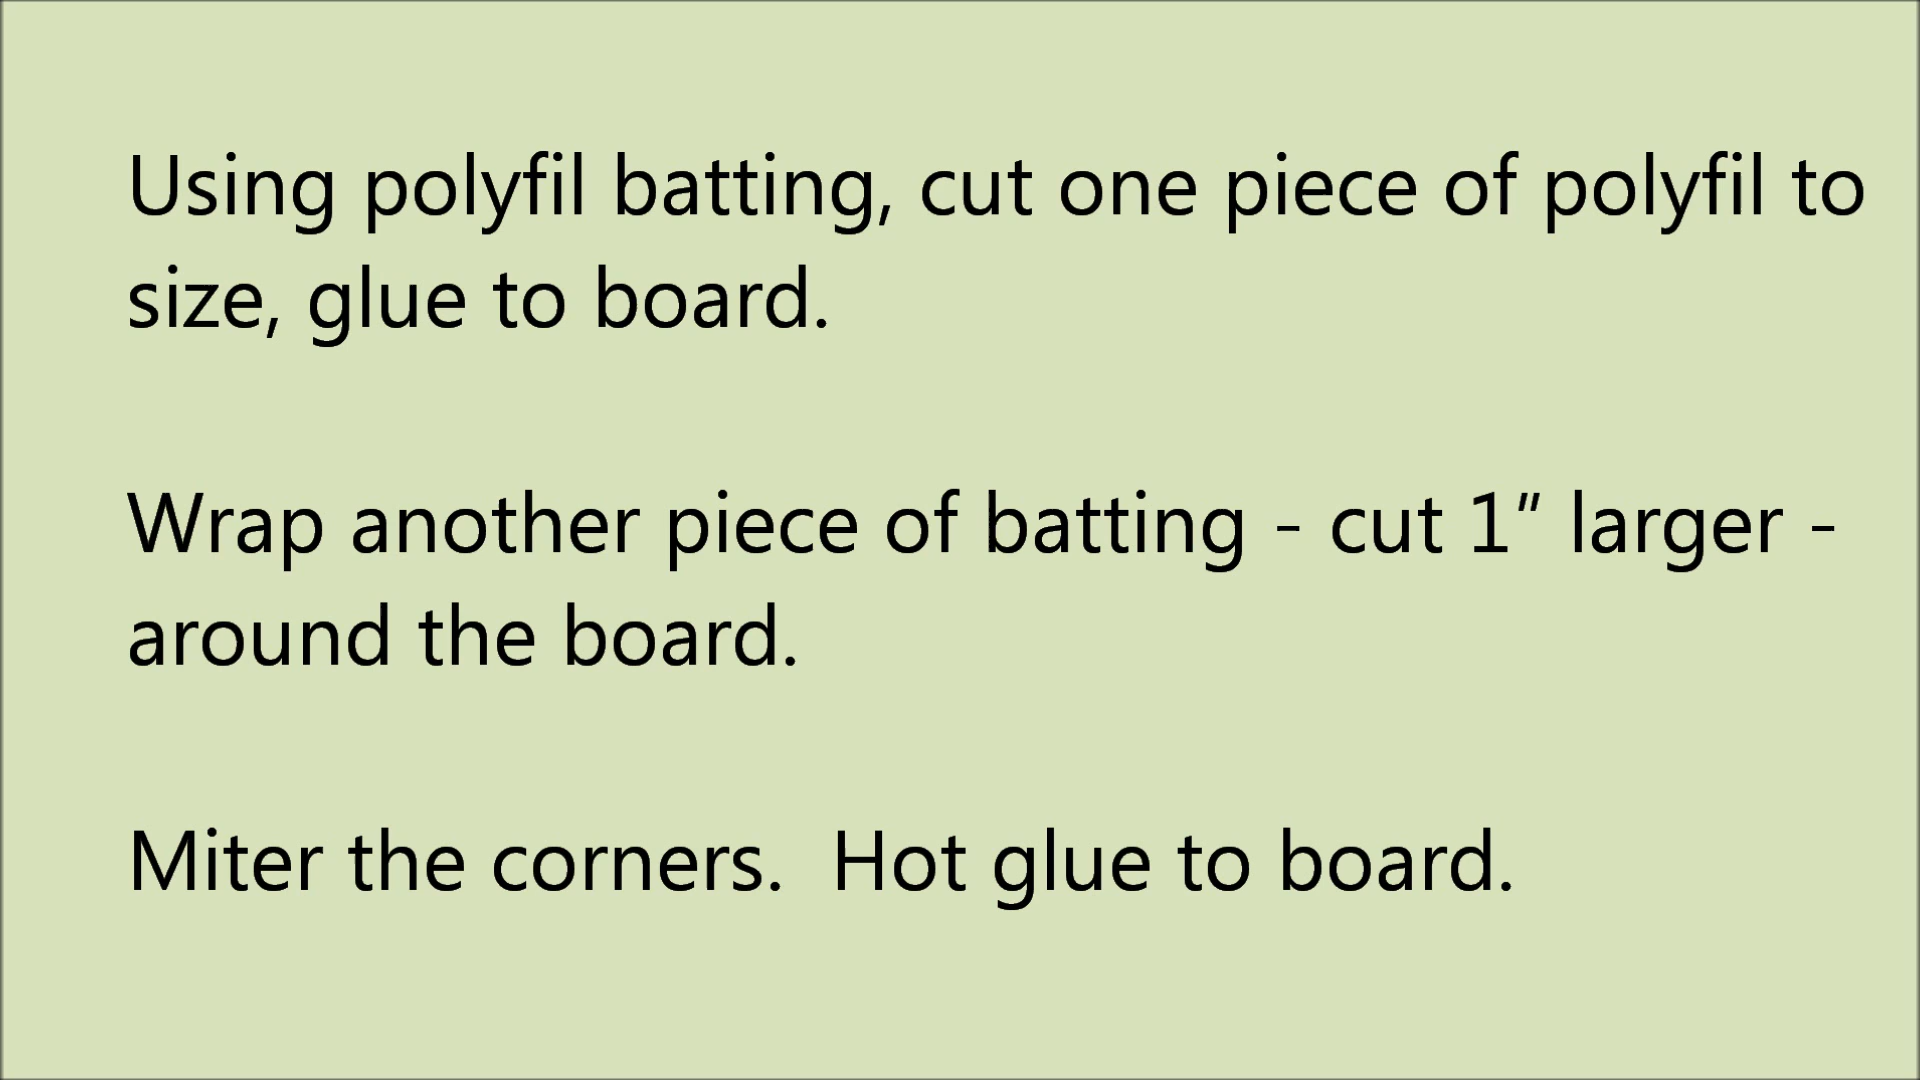 Using polyfil batting, cut one piece of polyfil to
size, glue to board.
Wrap another piece of batting - cut 1" larger -
around the board.
Miter the corners.  Hot glue to board.